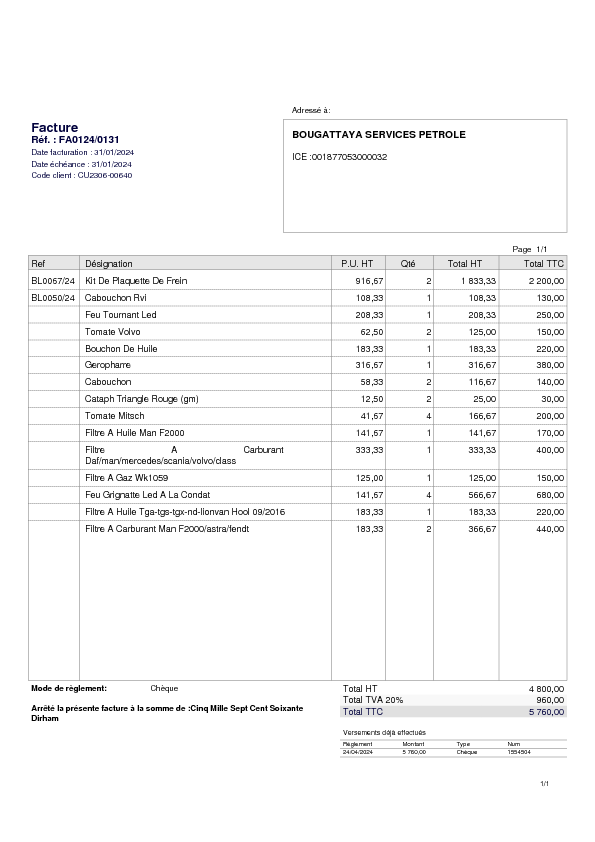 Adressé à:
Facture
Réf. : FA0124/0131
Date facturation : 31/01/2024
Date échéance : 31/01/2024
Code client : CU2306-00640
BOUGATTAYA SERVICES PETROLE
ICE :001877053000032
Page 1/1
Ref Désignation P.U. HT Qté Total HT Total TTC
BL0067/24 Kit De Plaquette De Frein 916,67 2 1 833,33 2 200,00
BL0050/24 Cabouchon Rvi 108,33 1 108,33 130,00
Feu Tournant Led 208,33 1 208,33 250,00
Tomate Volvo 62,50 2 125,00 150,00
Bouchon De Huile 183,33 1 183,33 220,00
Geropharre 316,67 1 316,67 380,00
Cabouchon 58,33 2 116,67 140,00
Cataph Triangle Rouge (gm) 12,50 2 25,00 30,00
Tomate Mitsch 41,67 4 166,67 200,00
Filtre A Huile Man F2000 141,67 1 141,67 170,00
Filtre A Carburant 333,33 1 333,33 400,00
Daf/man/mercedes/scania/volvo/class
Filtre A Gaz Wk1059 125,00 1 125,00 150,00
Feu Grignatte Led A La Condat 141,67 4 566,67 680,00
Filtre A Huile Tga-tgs-tgx-nd-lionvan Hool 09/2016 183,33 1 183,33 220,00
Filtre A Carburant Man F2000/astra/fendt 183,33 2 366,67 440,00
Mode de règlement: Chèque
Total HT 4 800,00
Total TVA 20% 960,00
Total TTC 5 760,00
Arrêté la présente facture à la somme de :Cinq Mille Sept Cent Soixante
Dirham
Versements déjà effectués
Règlement Montant Type Num
24/04/2024 5 760,00 Chèque 1554504
1/1